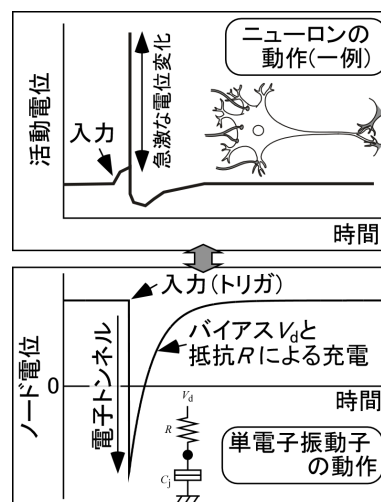 ニューロンの
動作(一例)
活動電位
入力
急激な電位変化
時間
入力(トリガ)
バイアスVdと
抵抗Rによる充電
ノード電位
0
電子トンネル
時間
Vd
R
Cj
単電子振動子
の動作